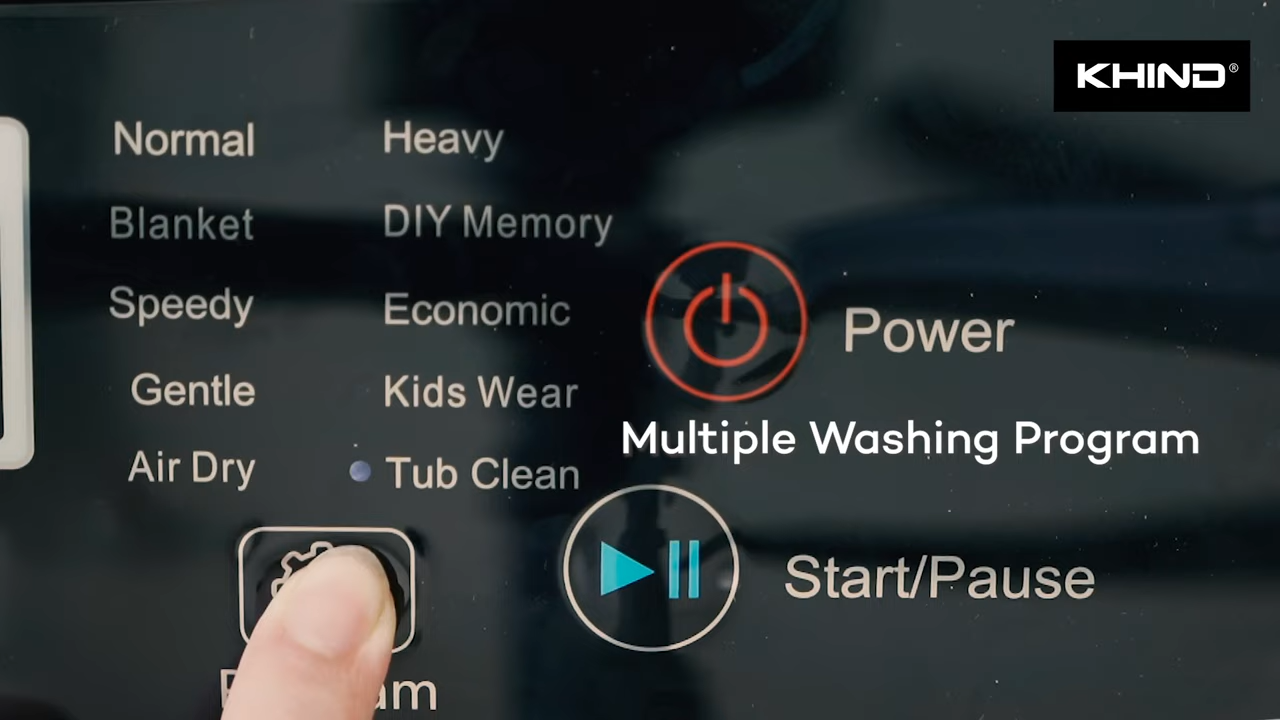 KHIND®
Normal
Heavy
Blanket
DIY Memory
Speedy
Economic
Gentle
Kids Wear
Air Dry
Tub Clean
Power
Multiple Washing Program
Start/Pause